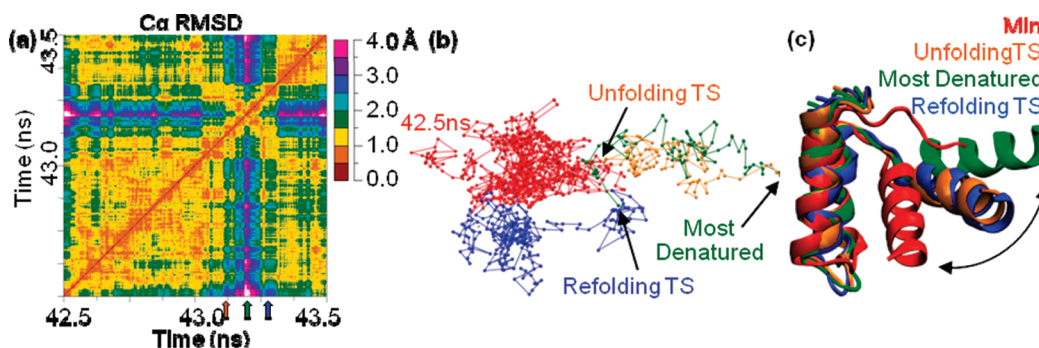 Cα RMSD
(a)
43.5
43.0
Time (ns)
42.5 43.0 43.5
Time (ns)
4.0 Å
3.0
2.0
1.0
0.0
(b)
42.5ns
Unfolding TS
Most
Denatured
Refolding TS
(c)
Min
UnfoldingTS
Most Denatured
Refolding TS